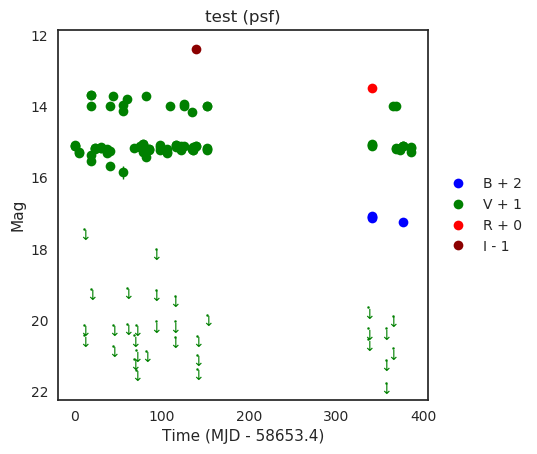 test (psf)
12
14
16
18
20
22
Mag
0
100
200
300
400
Time (MJD - 58653.4)
B + 2
V + 1
R + 0
I - 1